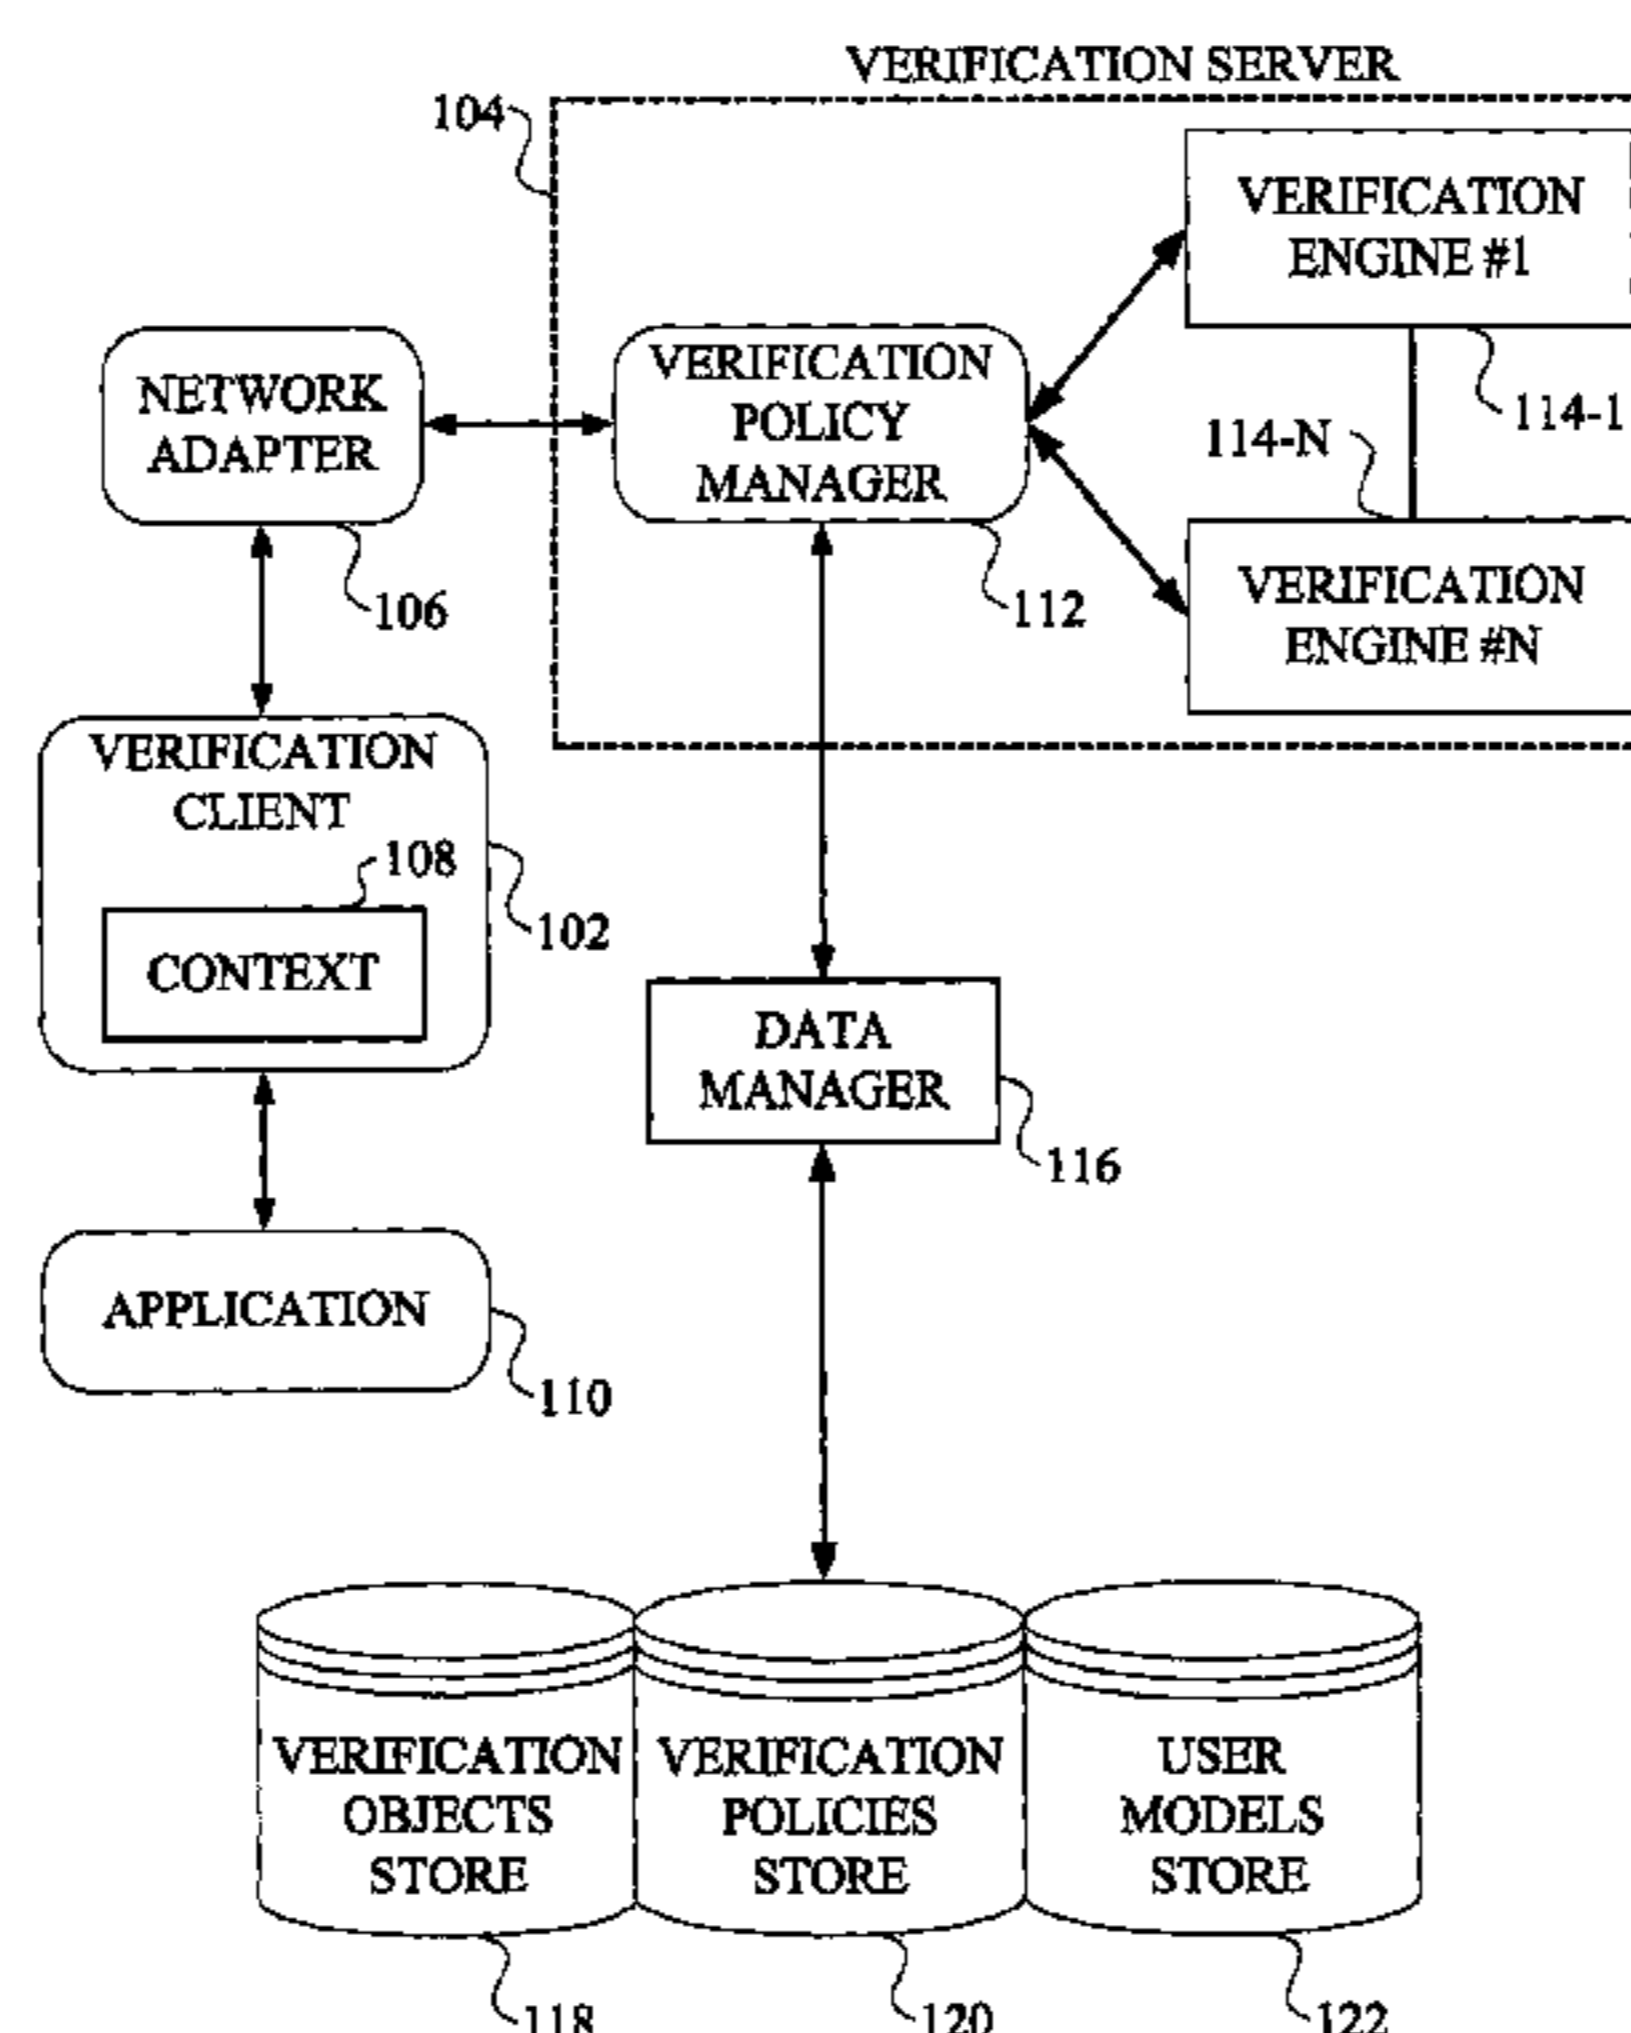 VERIFICATION SERVER
104
VERIFICATION
ENGINE #1
114-1
NETWORK
ADAPTER
106
VERIFICATION
POLICY
MANAGER
112
114-N
VERIFICATION
ENGINE #N
VERIFICATION
CLIENT
108
CONTEXT
102
DATA
MANAGER
116
APPLICATION
110
VERIFICATION
OBJECTS
STORE
118
VERIFICATION
POLICIES
STORE
120
USER
MODELS
STORE
122